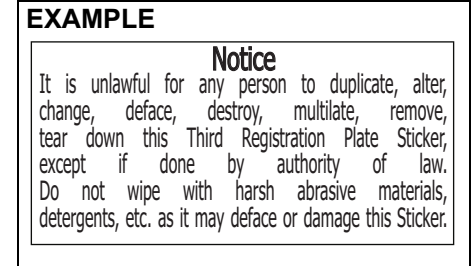 EXAMPLE
Notice
It is unlawful for any person to duplicate, alter,
change, deface, destroy, multilate, remove,
tear down this Third Registration Plate Sticker,
except if done by authority of law.
Do not wipe with harsh abrasive materials,
detergents, etc. as it may deface or damage this Sticker.